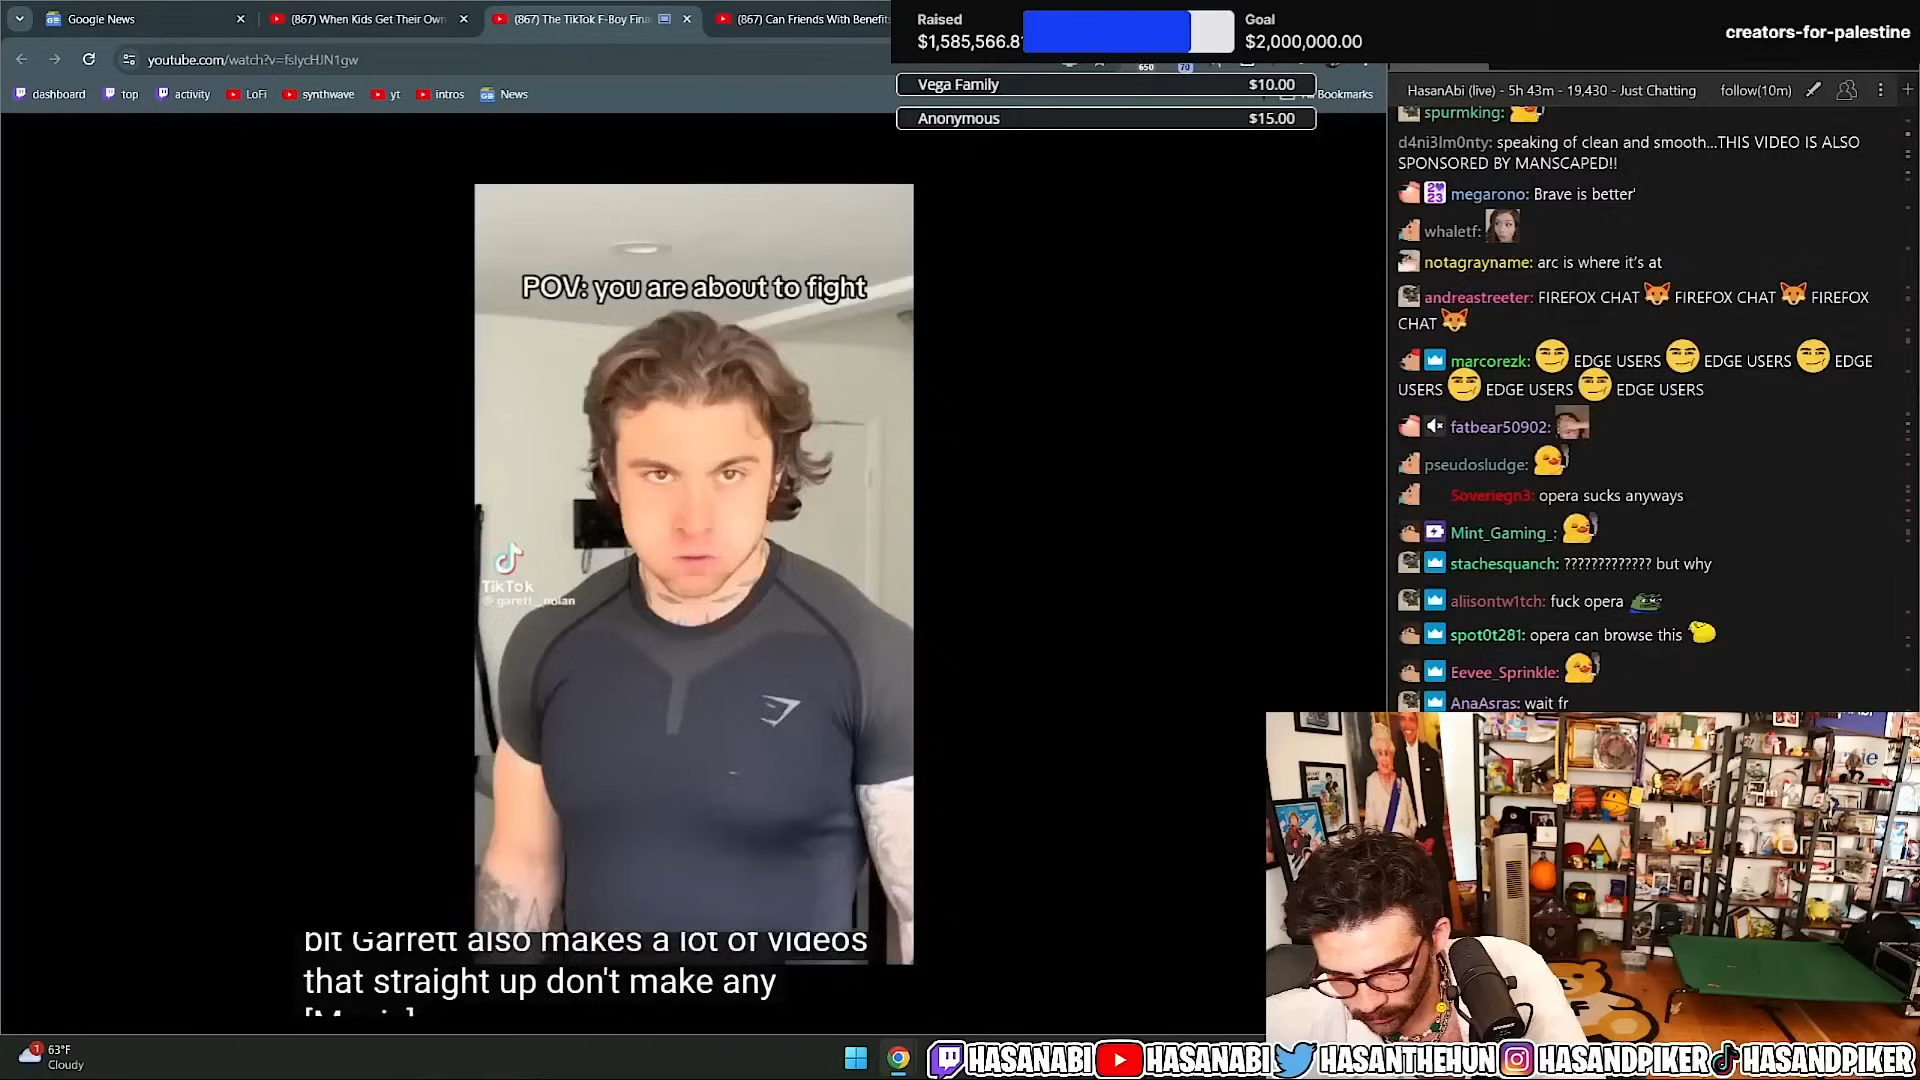 Google News
(867) When Kids Get Their Own
(867) The TikTok F-Boy Fina
(867) Can Friends With Benefits
Raised
$1,585,566.8
Goal
$2,000,000.00
creators-for-palestine
youtube.com/watch?v=fslycHJN1gw
650
70
dashboard
top
activity
LoFi
synthwave
yt
intros
News
Bookmarks
Vega Family $10.00
Anonymous $15.00
HasanAbi (live) - 5h 43m - 19,430 - Just Chatting
follow(10m)
spurmking:
d4ni3lm0nty: speaking of clean and smooth...THIS VIDEO IS ALSO
SPONSORED BY MANSCAPED!!
megarono: Brave is better'
whaletf:
notagrayname: arc is where it's at
andreastreeter: FIREFOX CHAT FIREFOX CHAT FIREFOX
CHAT
marcorezk: EDGE USERS EDGE USERS EDGE
USERS EDGE USERS EDGE USERS
fatbear50902:
pseudosludge:
Soveriegn3: opera sucks anyways
Mint_Gaming_:
stachesquanch: ????????????? but why
aliisontw1tch: fuck opera
spot0t281: opera can browse this
Eevee_Sprinkle:
AnaAsras: wait fr
POV: you are about to fight
TikTok
@garett__nolan
bit Garrett also makes a lot of videos
that straight up don't make any
1
63°F
Cloudy
HASANABI
HASANABI
HASANTHEHUN
HASANDPIKER
HASANDPIKER